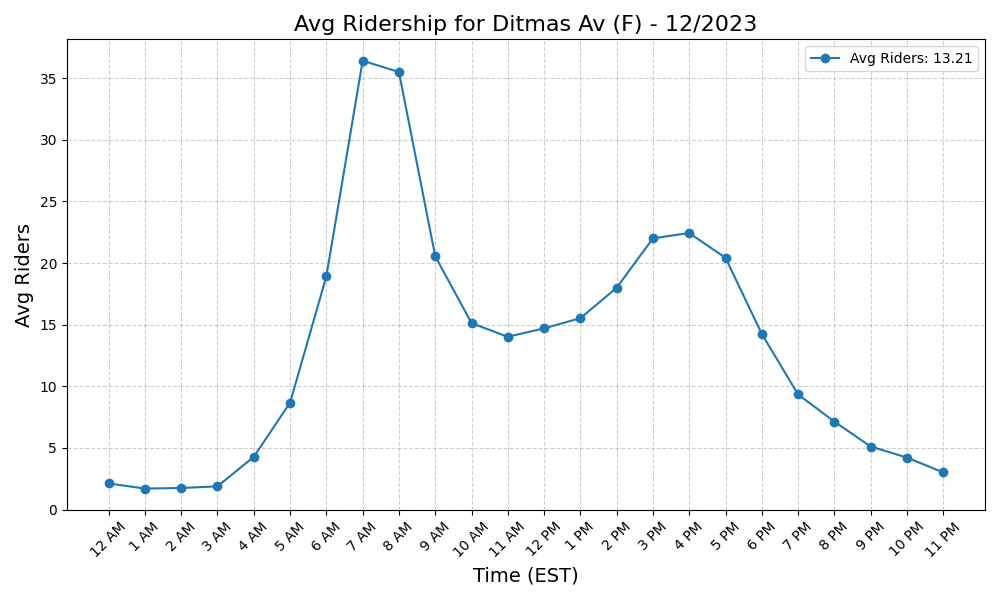 Avg Ridership for Ditmas Av (F) - 12/2023
Avg Riders: 13.21
Avg Riders
35
30
25
20
15
10
5
0
12 AM
1 AM
2 AM
3 AM
4 AM
5 AM
6 AM
7 AM
8 AM
9 AM
10 AM
11 AM
12 PM
1 PM
2 PM
3 PM
4 PM
5 PM
6 PM
7 PM
8 PM
9 PM
10 PM
11 PM
Time (EST)